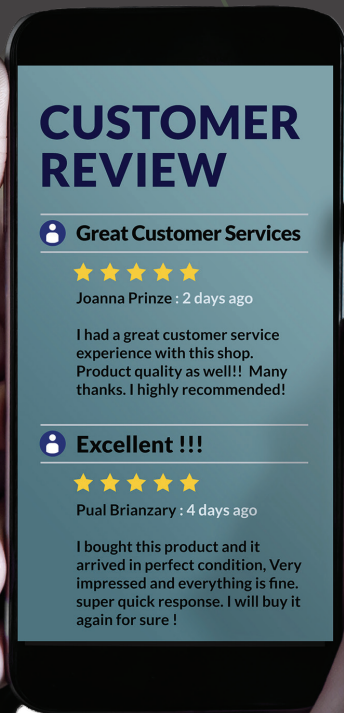 CUSTOMER
REVIEW
Great Customer Services
Joanna Prinze : 2 days ago
I had a great customer service
experience with this shop.
Product quality as well!! Many
thanks. I highly recommended!
Excellent !!!
Pual Brianzary : 4 days ago
I bought this product and it
arrived in perfect condition, Very
impressed and everything is fine.
super quick response. I will buy it
again for sure !